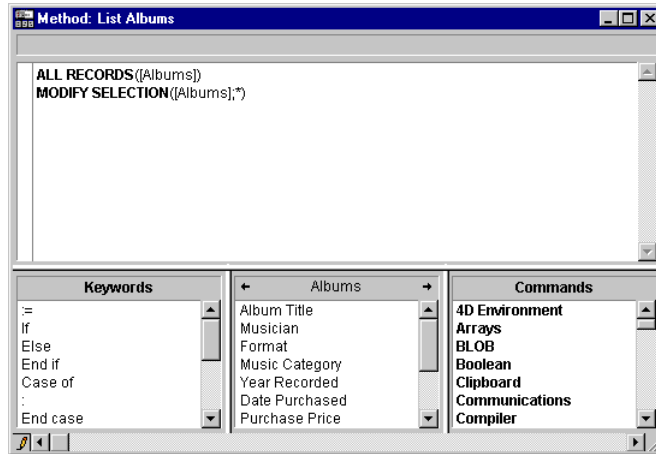 Method: List Albums
ALL RECORDS([Albums])
MODIFY SELECTION([Albums];*)
Keywords
:=
If
Else
End if
Case of
:
End case
Albums
Album Title
Musician
Format
Music Category
Year Recorded
Date Purchased
Purchase Price
Commands
4D Environment
Arrays
BLOB
Boolean
Clipboard
Communications
Compiler